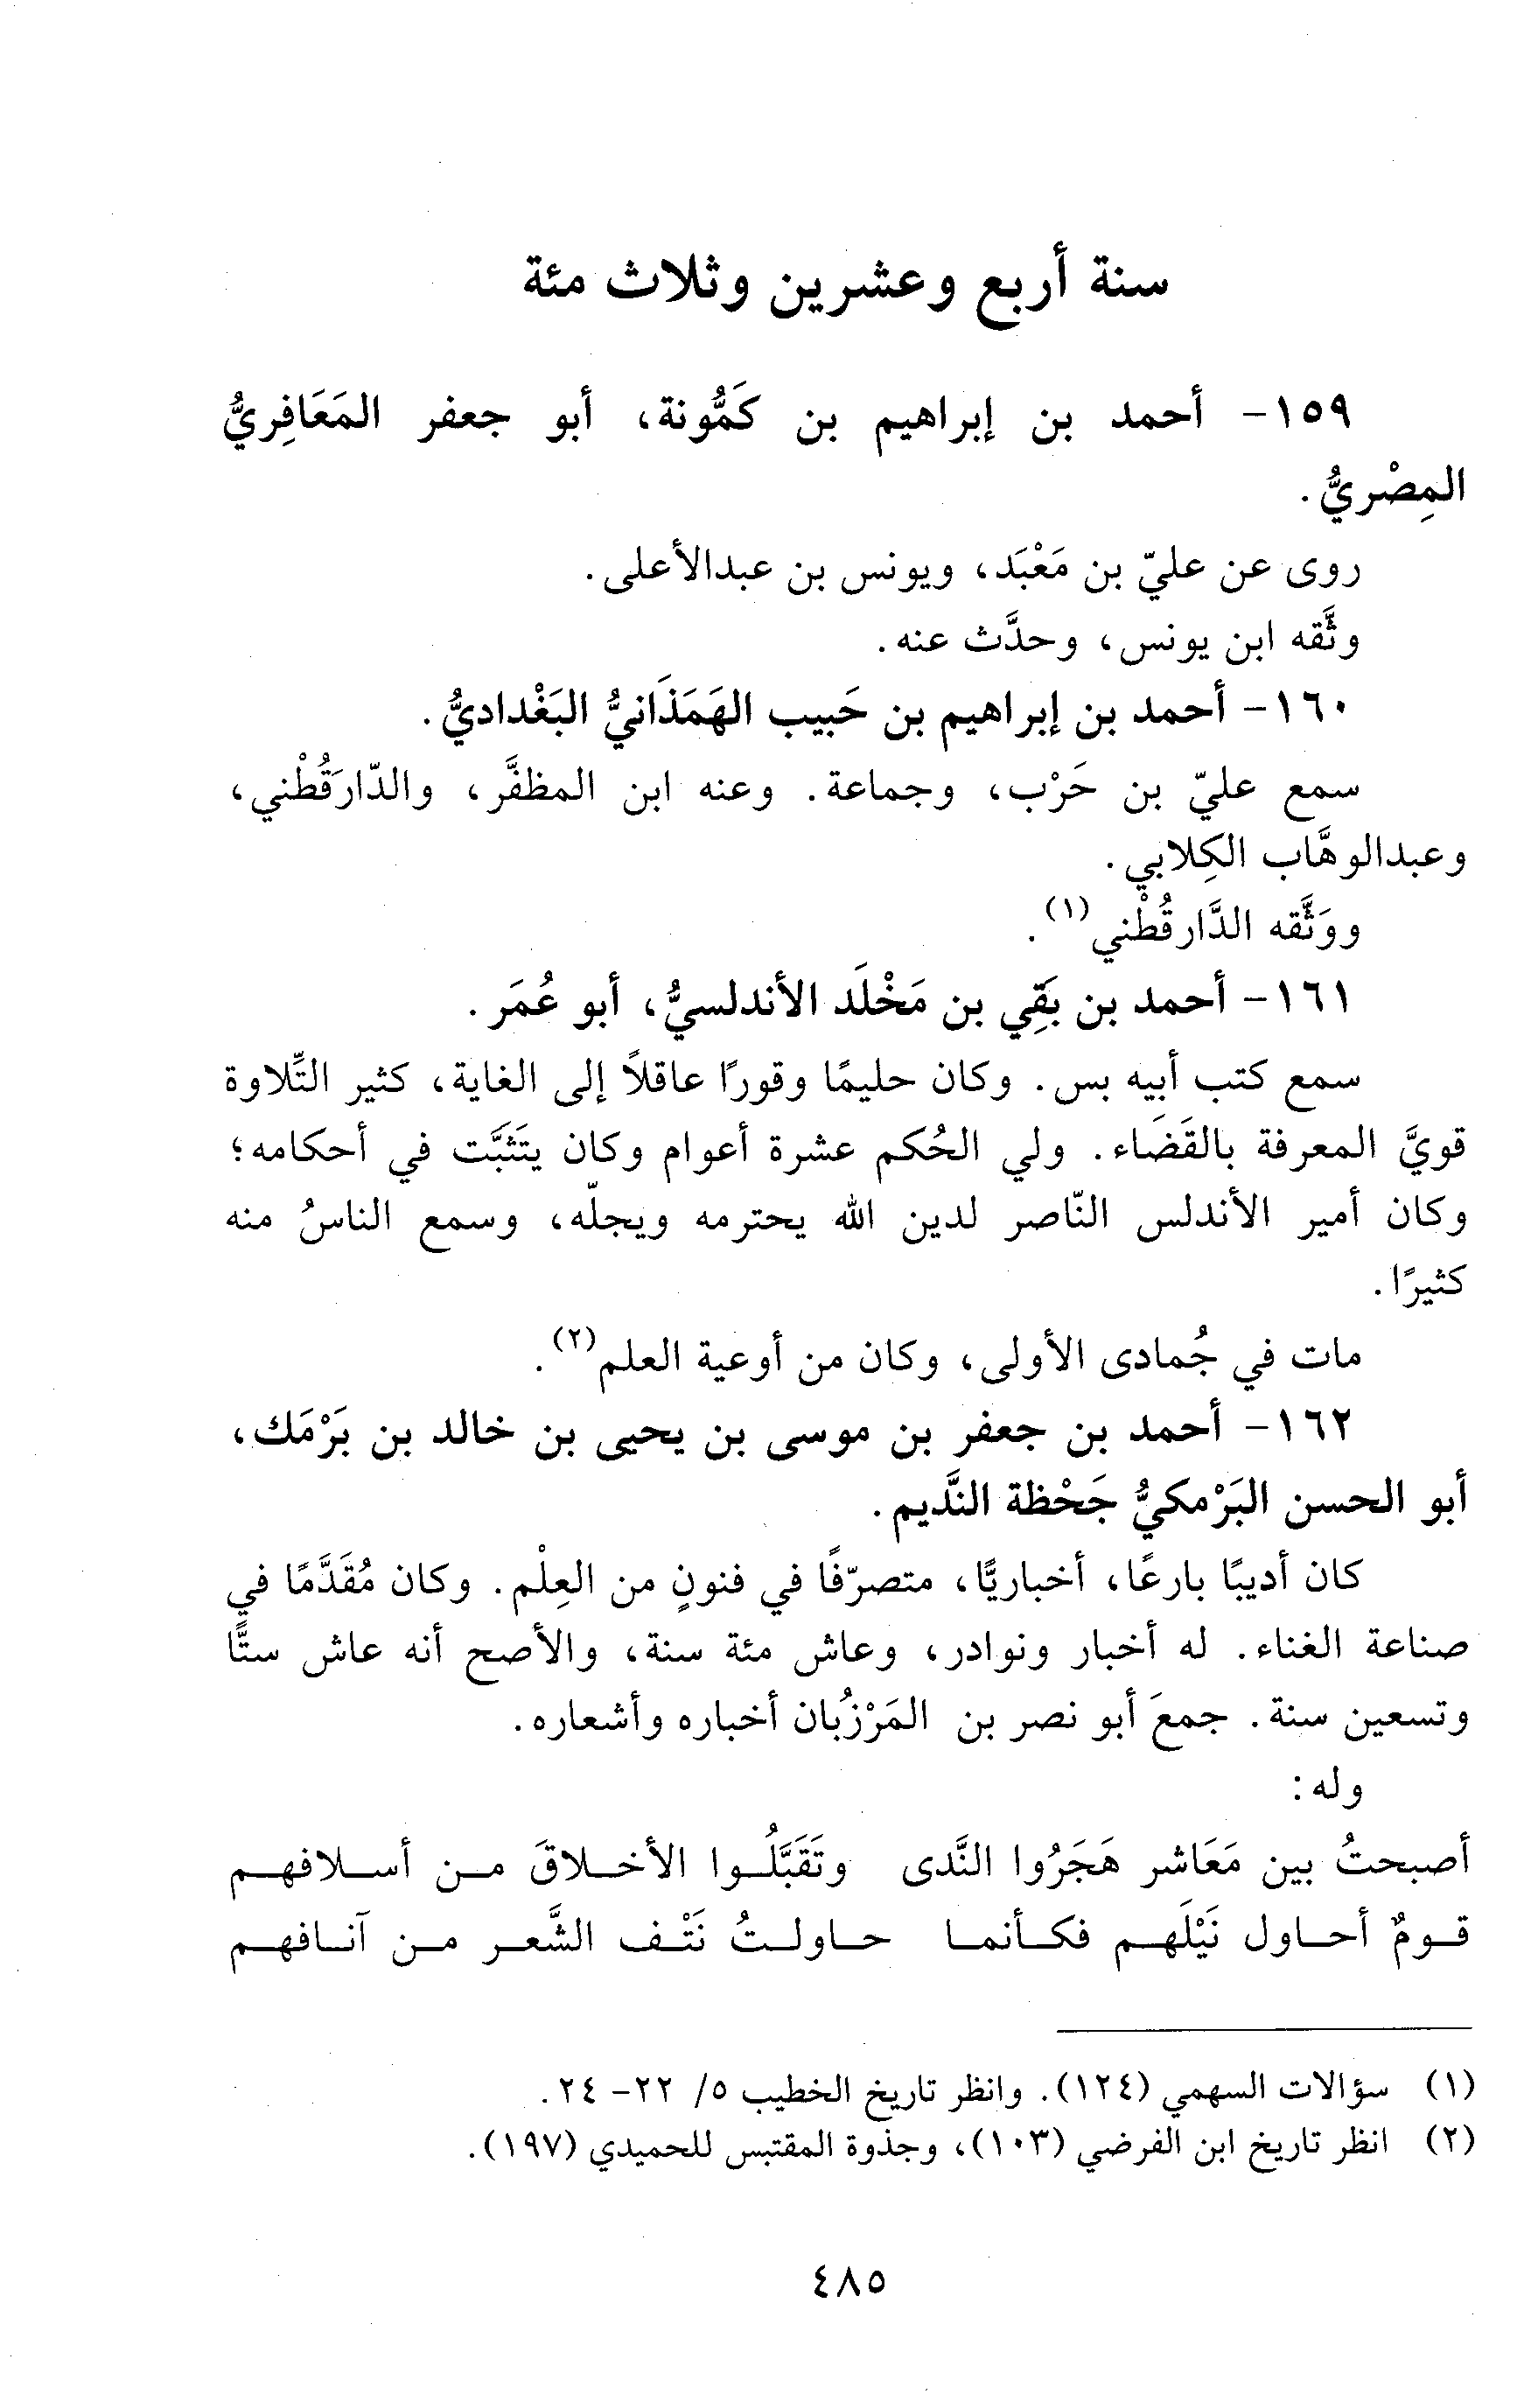 سنة أربع وعشرين وثلاث مئة
١٥٩- أحمد بن إبراهيم بن كَمُّونة، أبو جعفر المَعَافِريُّ
المِصْريُّ.
روى عن عليّ بن مَعْبَد، ويونس بن عبدالأعلى.
وثَّقه ابن يونس، وحدَّث عنه.
١٦٠- أحمد بن إبراهيم بن حَبيب الهَمَذَانيُّ البَغْداديُّ.
سمع عليّ بن حَرْب، وجماعة. وعنه ابن المظفَّر، والدّارَقُطْني،
وعبدالوهَّاب الكِلابي.
ووَثَّقه الدَّارقُطْني(١).
١٦١- أحمد بن بَقِي بن مَخْلَد الأندلسيُّ، أبو عُمَر.
سمع كتب أبيه بس. وكان حليمًا وقورًا عاقلاً إلى الغاية، كثير التِّلاوة
قويَّ المعرفة بالقَضَاء. ولي الحُكم عشرة أعوام وكان يتَثَبَّت في أحكامه؛
وكان أمير الأندلس النّاصر لدين الله يحترمه ويجلّه، وسمع الناسُ منه
كثيرًا.
مات في جُمادى الأولى، وكان من أوعية العلم(٢).
١٦٢- أحمد بن جعفر بن موسى بن يحيى بن خالد بن بَرْمَك،
أبو الحسن البَرْمكيُّ جَحْظة النَّديم.
كان أديبًا بارعًا، أخباريًّا، متصرّفًا في فنونٍ من العِلْم. وكان مُقَدَّمًا في
صناعة الغناء. له أخبار ونوادر، وعاش مئة سنة، والأصح أنه عاش ستًّا
وتسعين سنة. جمعَ أبو نصر بن المَرْزُبان أخباره وأشعاره.
وله:
أصبحتُ بين مَعَاشر هَجَرُوا النَّدى وتَقَبَّلُوا الأخلاقَ من أسلافهم
قومٌ أحاول نَيْلَهم فكأنما حاولتُ نَتْف الشَّعر من آنافهم
(١) سؤالات السهمي (١٢٤). وانظر تاريخ الخطيب ٥/ ٢٢- ٢٤.
(٢) انظر تاريخ ابن الفرضي (١٠٣)، وجذوة المقتبس للحميدي (١٩٧).
٤٨٥